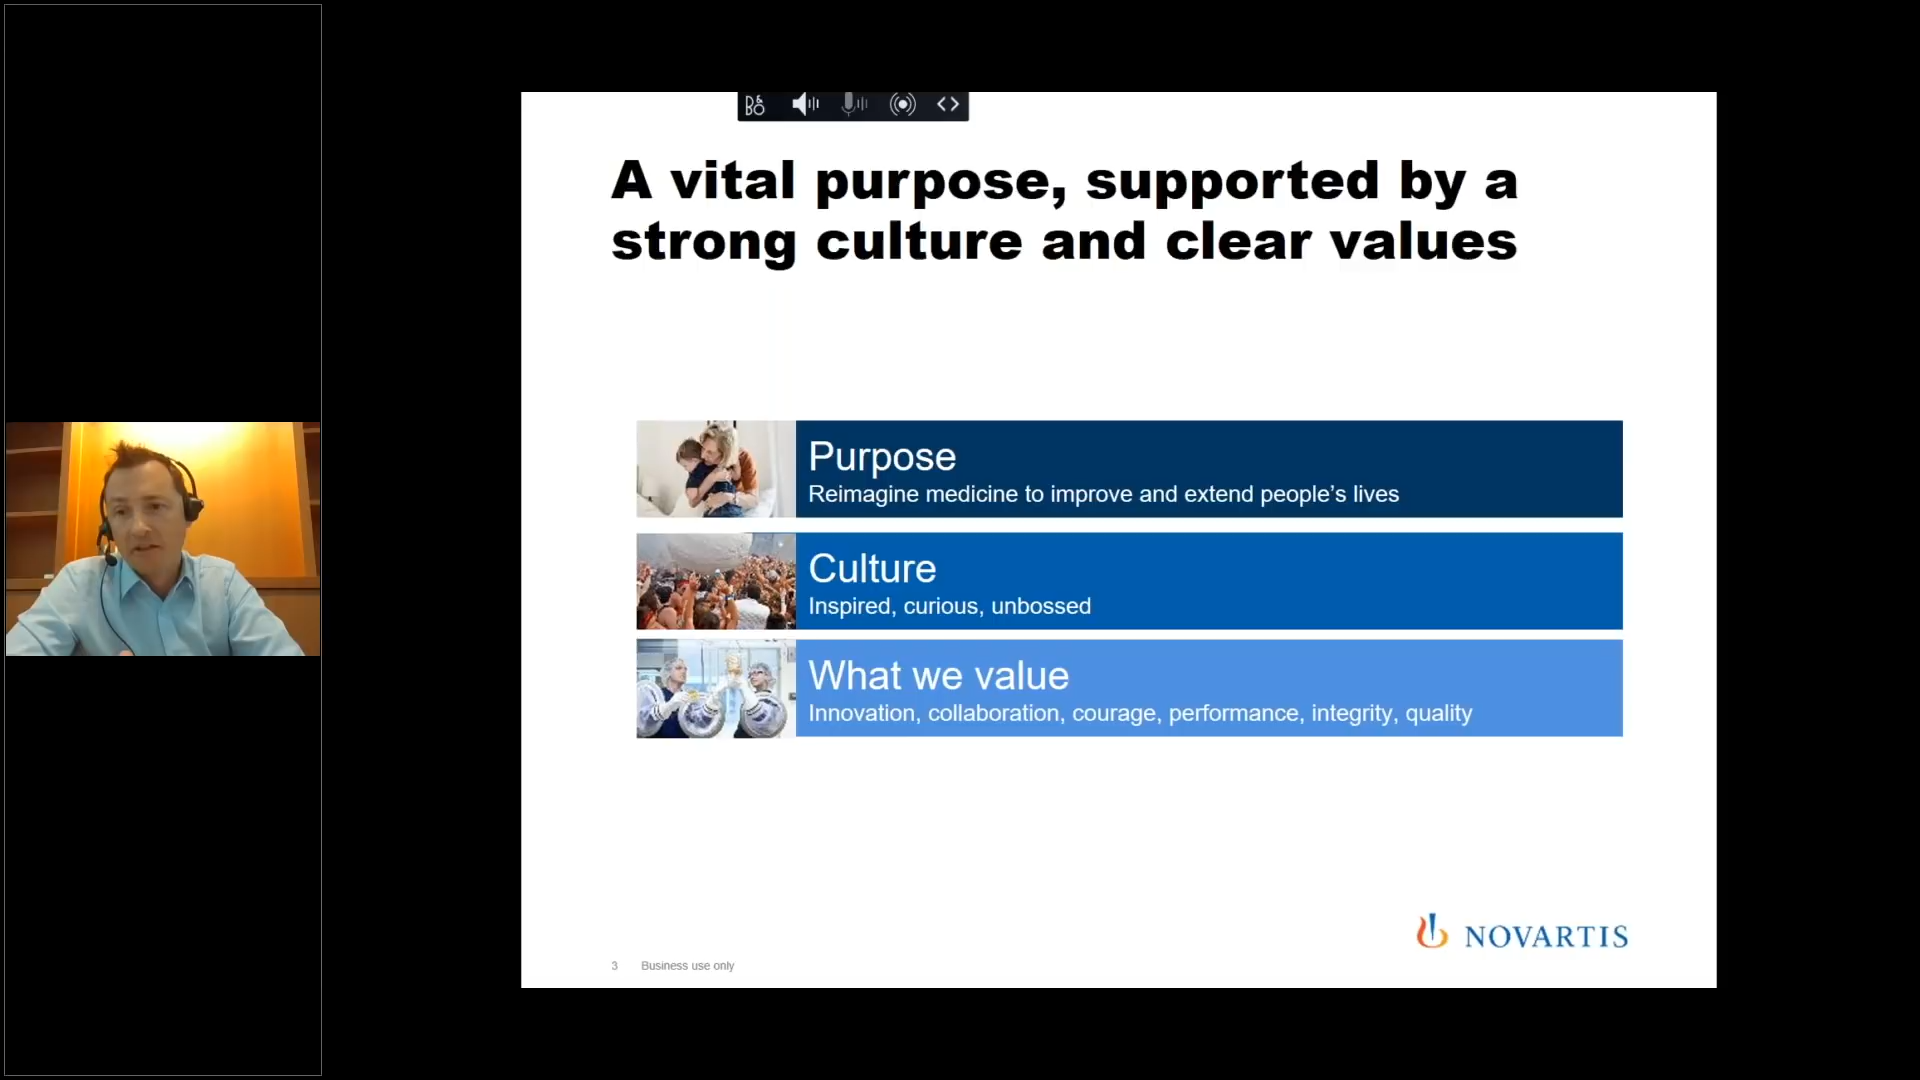 B&O
A vital purpose, supported by a
strong culture and clear values
Purpose
Reimagine medicine to improve and extend people’s lives
Culture
Inspired, curious, unbossed
What we value
Innovation, collaboration, courage, performance, integrity, quality
NOVARTIS
3 Business use only